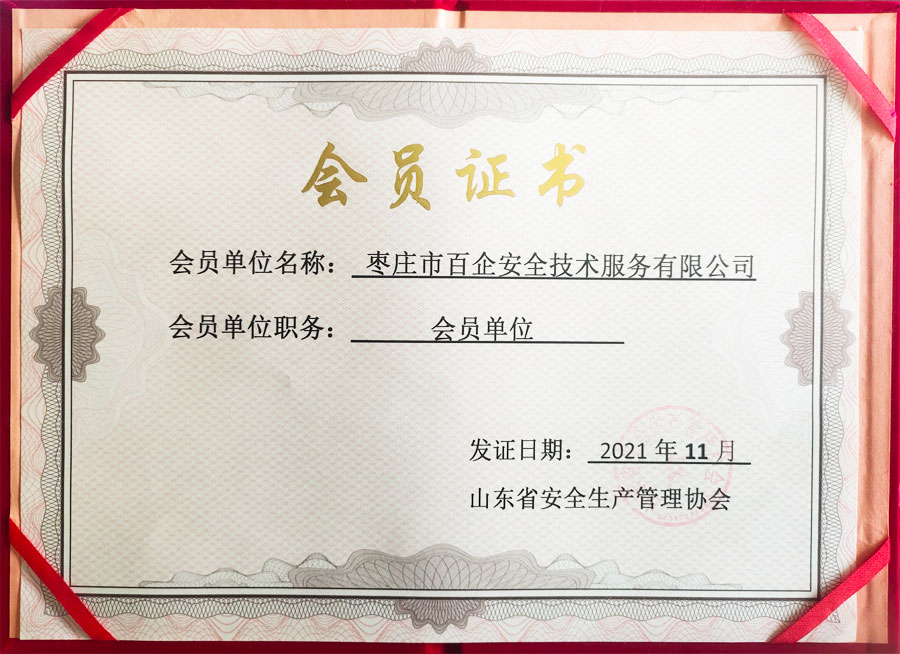 会员证书
会员单位名称：枣庄市百企安全技术服务有限公司
会员单位职务：会员单位
发证日期：2021年11月
山东省安全生产管理协会